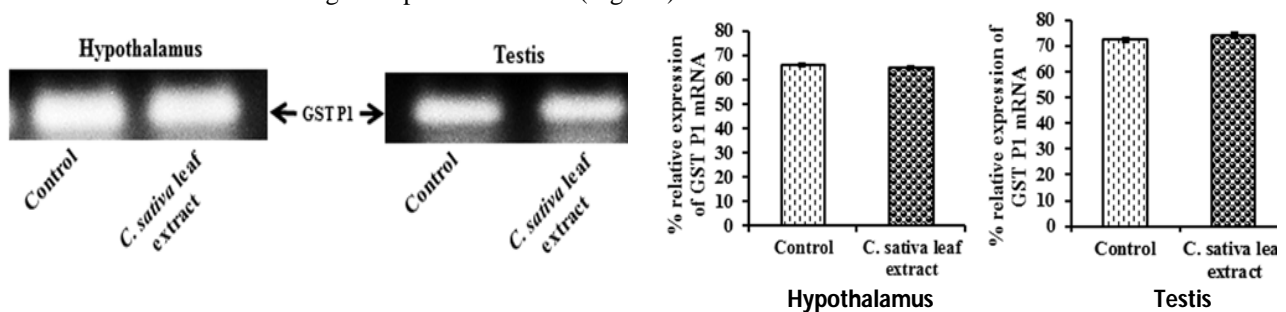 Hypothalamus
Testis
GST P1
Control
C. sativa leaf
extract
Control
C. sativa leaf
extract
% relative expression
of GST P1 mRNA
80
70
60
50
40
30
20
10
0
Control
C. sativa leaf
extract
Hypothalamus
% relative expression of
GST P1 mRNA
80
70
60
50
40
30
20
10
0
Control
C. sativa lea
extract
Testis